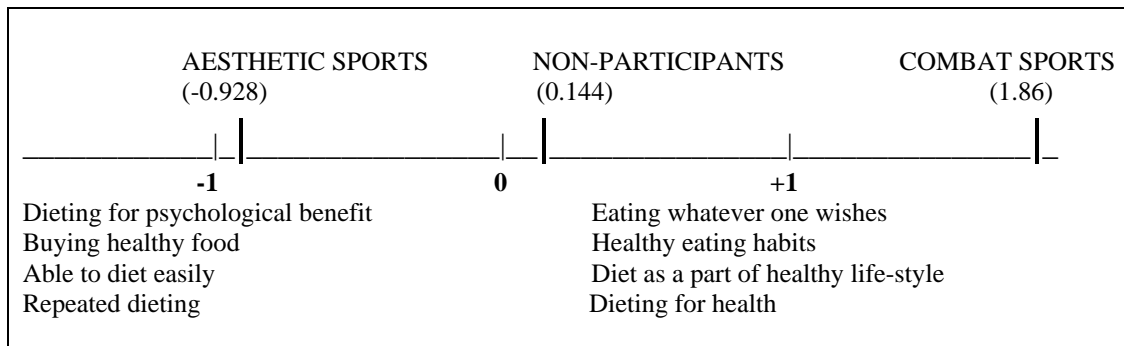 AESTHETIC SPORTS NON-PARTICIPANTS COMBAT SPORTS
(-0.928) (0.144) (1.86)
-1 0 +1
Dieting for psychological benefit Eating whatever one wishes
Buying healthy food Healthy eating habits
Able to diet easily Diet as a part of healthy life-style
Repeated dieting Dieting for health